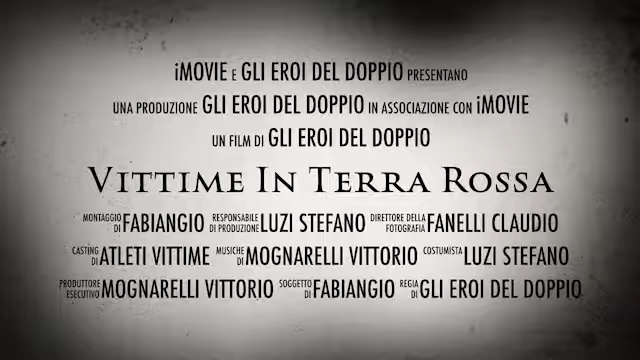 iMOVIE E GLI EROI DEL DOPPIO PRESENTANO
UNA PRODUZIONE GLI EROI DEL DOPPIO IN ASSOCIAZIONE CON iMOVIE
UN FILM DI GLI EROI DEL DOPPIO
VITTIME IN TERRA ROSSA
MONTAGGIO DI FABIANGIO RESPONSABILE DI PRODUZIONE LUZI STEFANO DIRETTORE DELLA FOTOGRAFIA FANELLI CLAUDIO
CASTING DI ATLETI VITTIME MUSICHE DI MOGNARELLI VITTORIO COSTUMISTA LUZI STEFANO
PRODUTTORE ESECUTIVO MOGNARELLI VITTORIO SOGGETTO DI FABIANGIO REGIA DI GLI EROI DEL DOPPIO